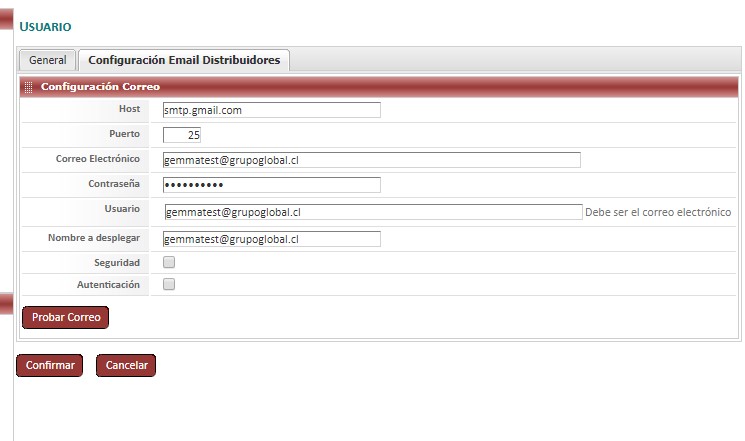 USUARIO
General
Configuración Email Distribuidores
Configuración Correo
Host smtp.gmail.com
Puerto 25
Correo Electrónico gemmatest@grupoglobal.cl
Contraseña ••••••••••
Usuario gemmatest@grupoglobal.cl Debe ser el correo electrónico
Nombre a desplegar gemmatest@grupoglobal.cl
Seguridad
Autenticación
Probar Correo
Confirmar Cancelar